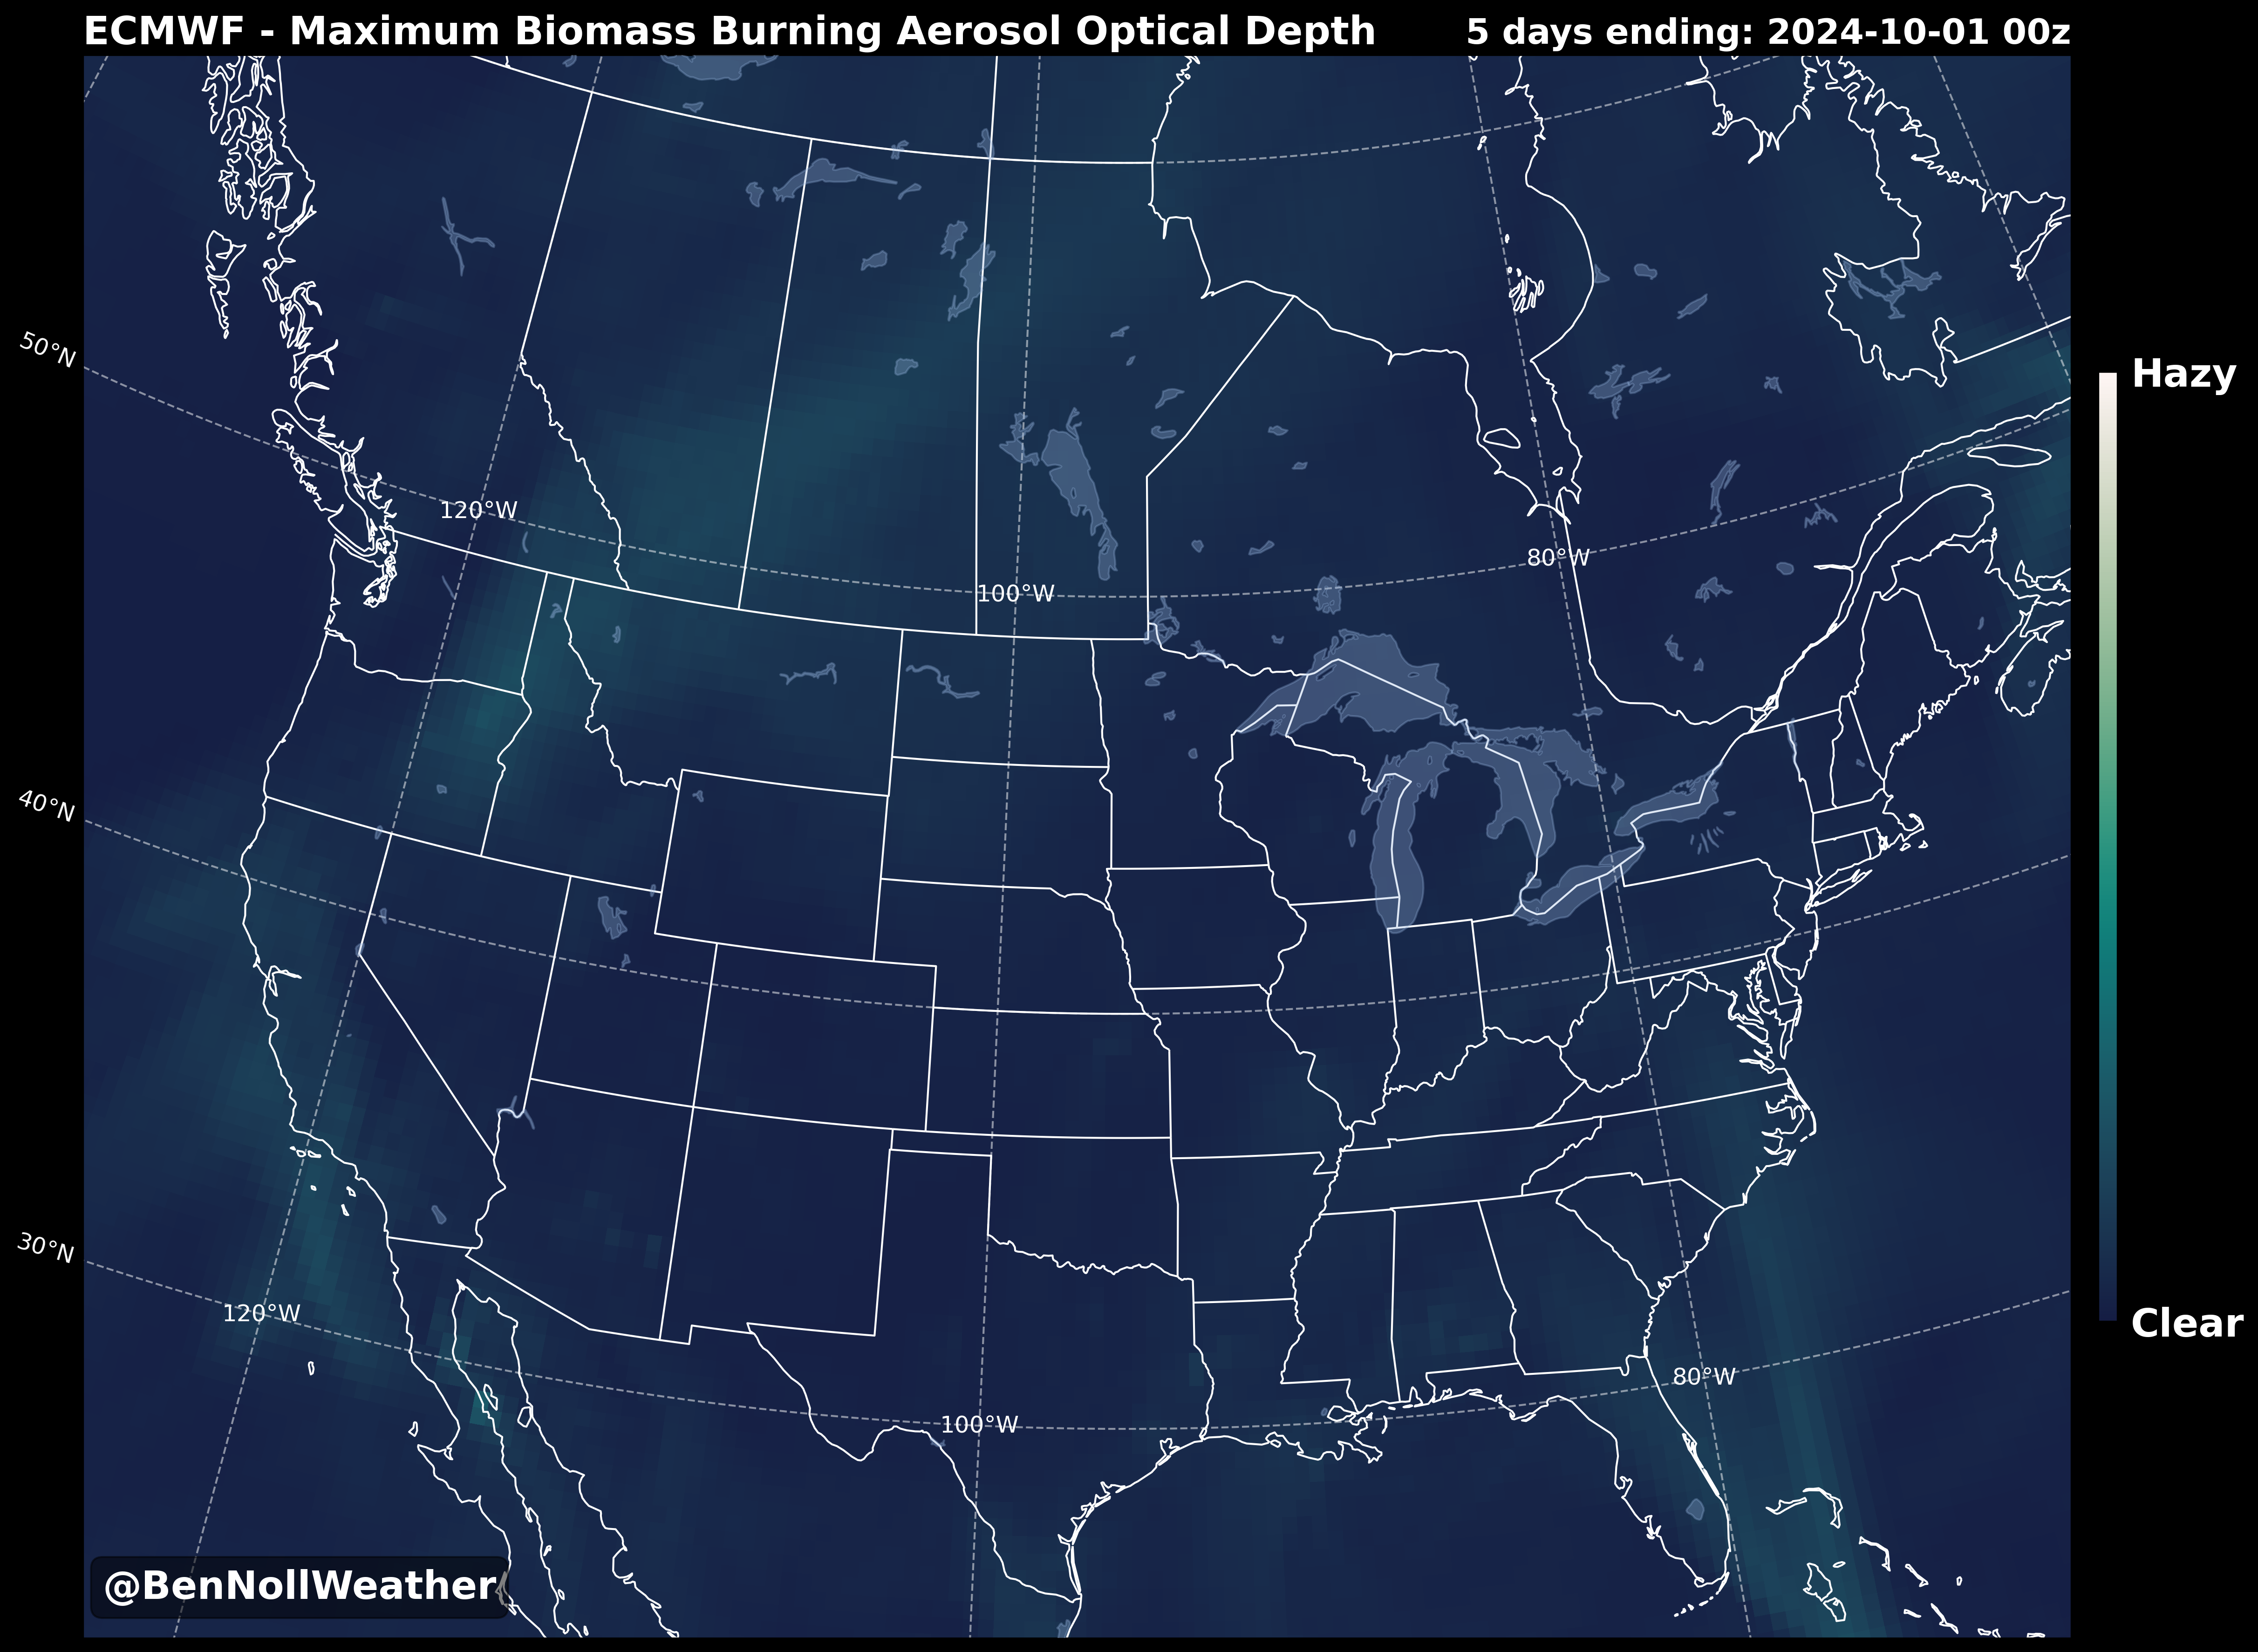 ECMWF - Maximum Biomass Burning Aerosol Optical Depth
5 days ending: 2024-10-01 00z
50°N
Hazy
120°W
80°W
100°W
40°N
30°N
120°W
Clear
80°W
100°W
@BenNollWeather